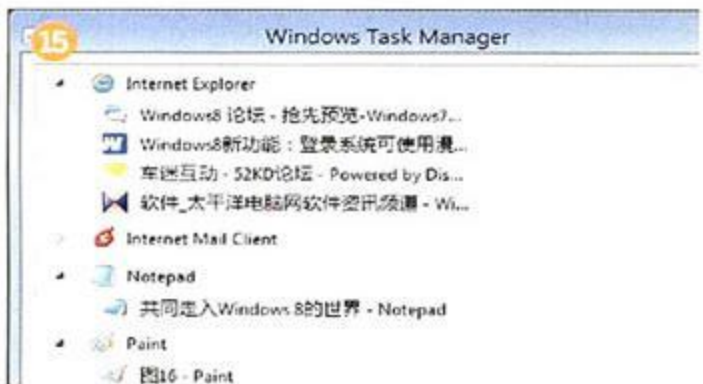 15
Windows Task Manager
Internet Explorer
Windows8 论坛 - 抢先预览-Windows7...
Windows8新功能：登录系统可使用漫...
车迷互动 - 52KD论坛 - Powered by Dis...
软件_太平洋电脑网软件资讯频道 - Wi...
Internet Mail Client
Notepad
共同走入Windows 8的世界 - Notepad
Paint
图16 - Paint